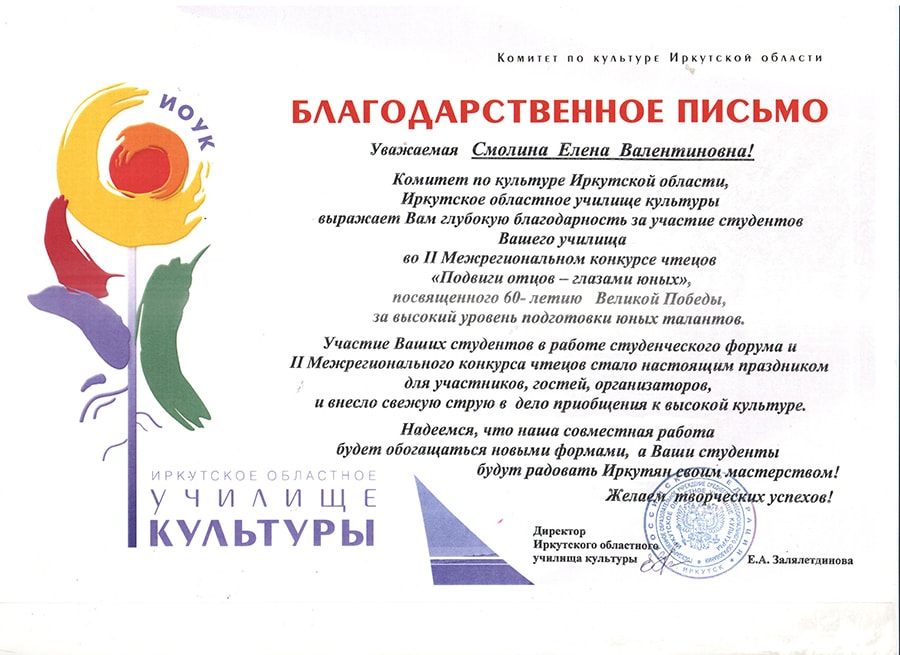 Комитет по культуре Иркутской области
ИОУК
БЛАГОДАРСТВЕННОЕ ПИСЬМО
Уважаемая Смолина Елена Валентиновна!
Комитет по культуре Иркутской области,
Иркутское областное училище культуры
выражает Вам глубокую благодарность за участие студентов
Вашего училища
во II Межрегиональном конкурсе чтецов
«Подвиги отцов – глазами юных»,
посвященного 60- летию Великой Победы,
за высокий уровень подготовки юных талантов.
Участие Ваших студентов в работе студенческого форума и
II Межрегионального конкурса чтецов стало настоящим праздником
для участников, гостей, организаторов,
и внесло свежую струю в дело приобщения к высокой культуре.
Надеемся, что наша совместная работа
будет обогащаться новыми формами, а Ваши студенты
будут радовать Иркутян своим мастерством!
Желаем творческих успехов!
ИРКУТСКОЕ ОБЛАСТНОЕ
УЧИЛИЩЕ
КУЛЬТУРЫ
Директор
Иркутского областного
училища культуры
Е.А. Залялетдинова
РОССИЙСКАЯ ФЕДЕРАЦИЯ
ИРКУТСК